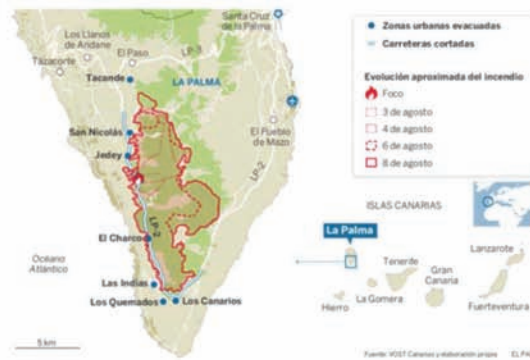 Santa Cruz
de la Palma
Los Llanos
de Aridane
El Paso
LP-3
Tazacorte
Tacande
LA PALMA
San Nicolás
El Pueblo
de Mazo
Jedey
LP-2
El Charco
LP-2
Océano
Atlántico
Las Indias
Los Quemados
Los Canarios
5 km
Zonas urbanas evacuadas
Carreteras cortadas
Evolución aproximada del incendio
Foco
3 de agosto
4 de agosto
6 de agosto
8 de agosto
ISLAS CANARIAS
La Palma
Lanzarote
Tenerife
Gran
Canaria
La Gomera
Hierro
Fuerteventura
Fuente: VOST Canarias y elaboración propia